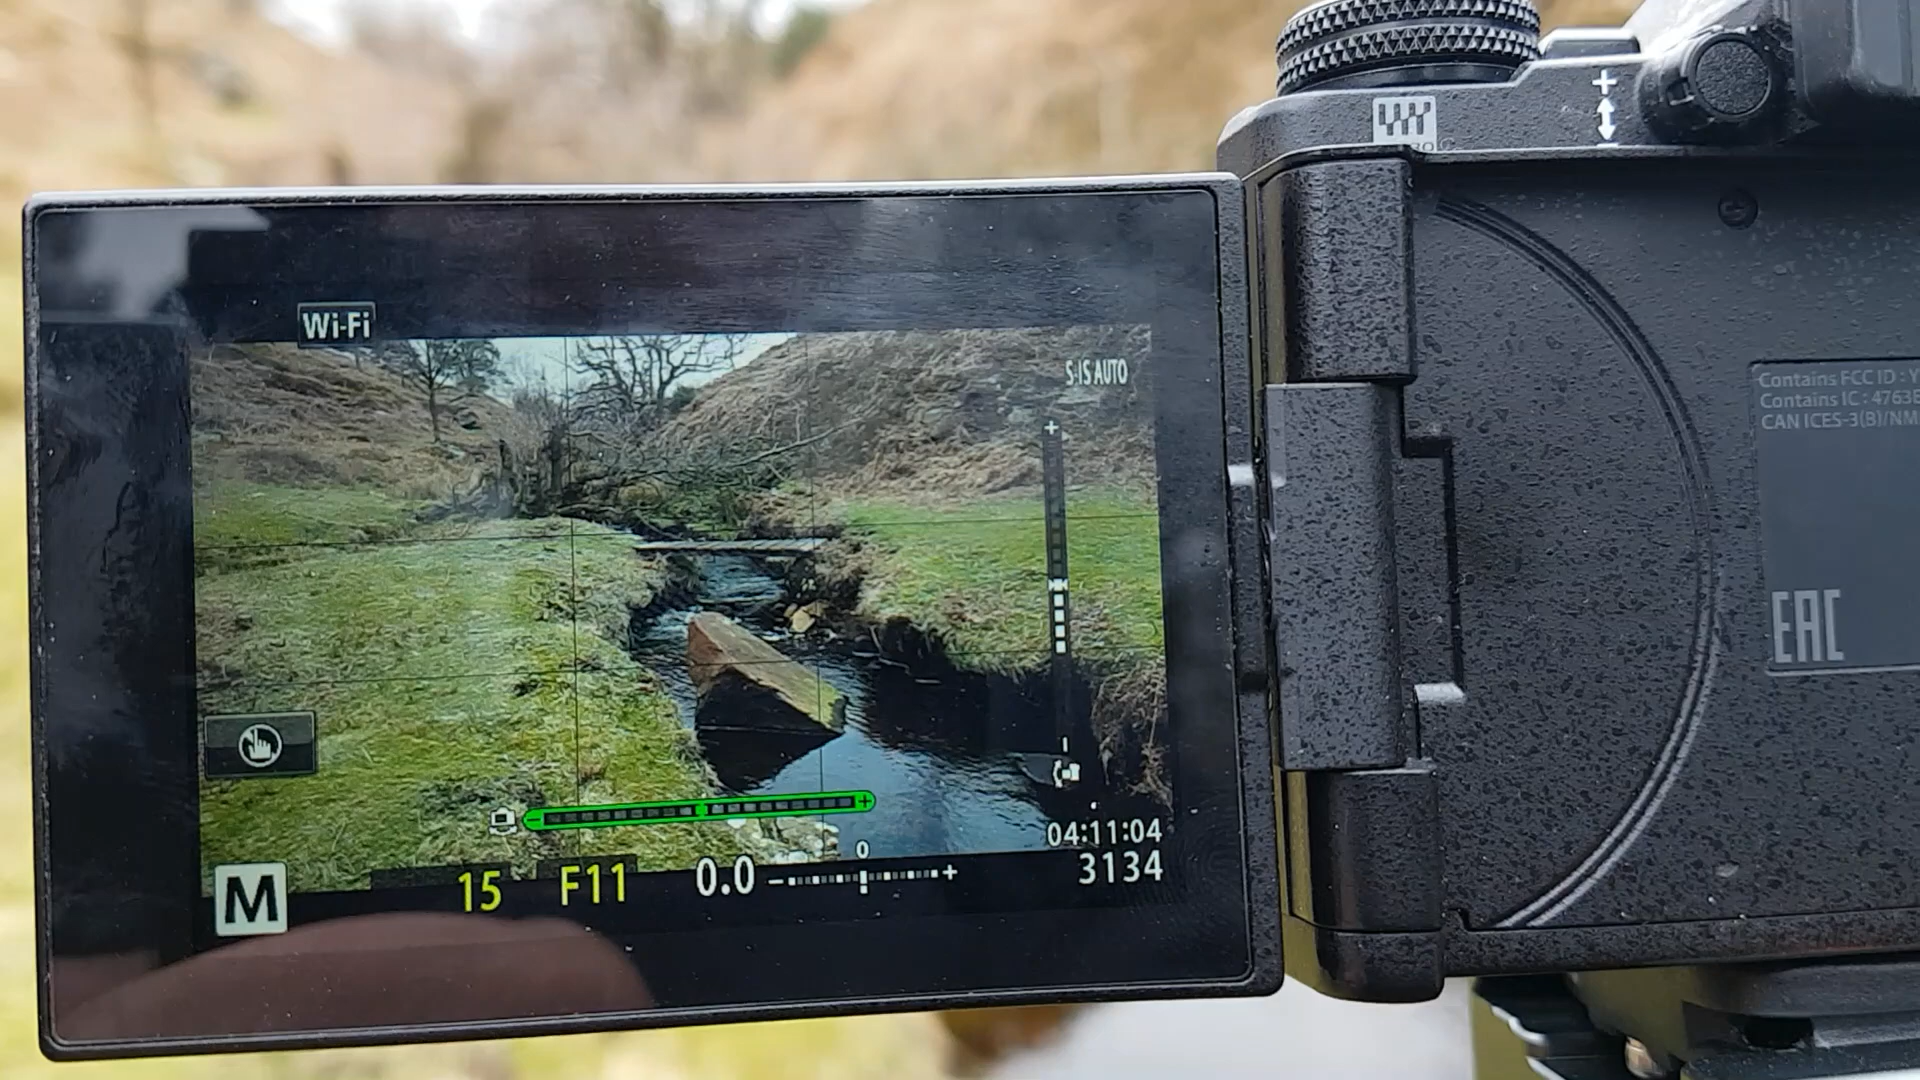 Wi-Fi
S-IS AUTO
04:11:04
M
15
F11
0.0
0
3134
Contains FCC ID : Y
Contains IC : 4763B
CAN ICES-3(B)/NM
EAC